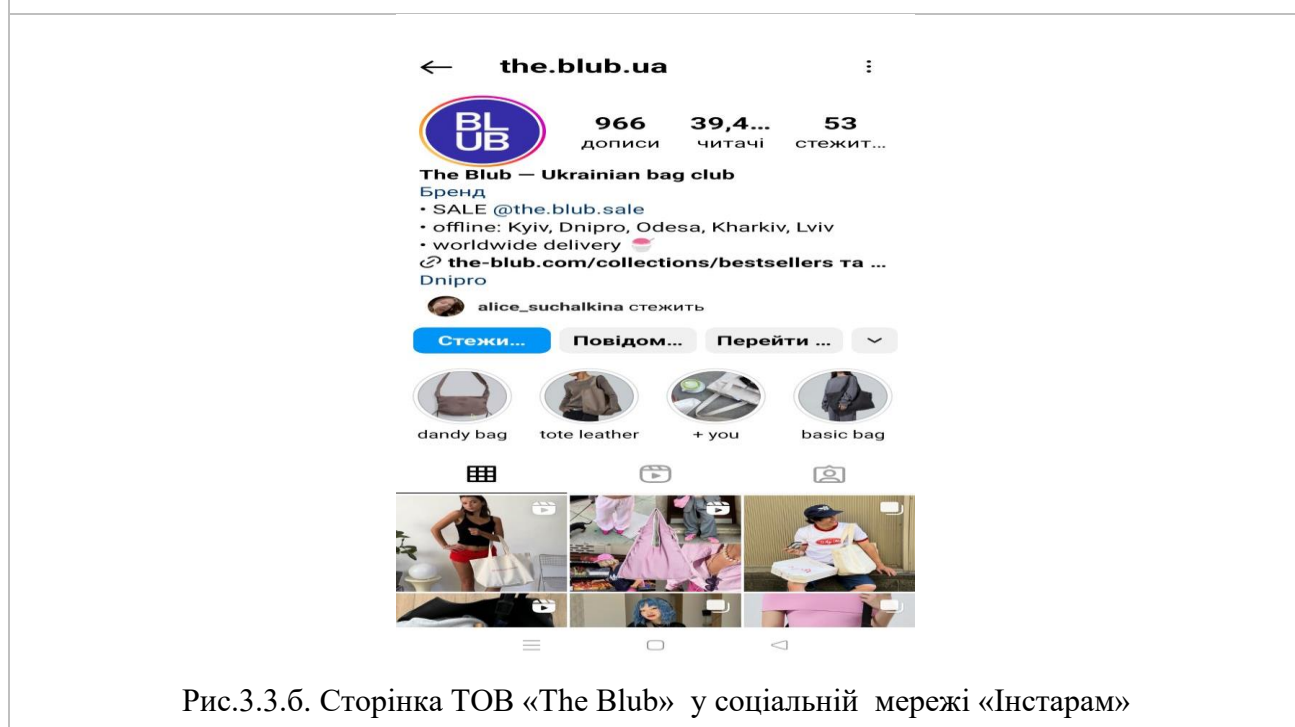 the.blub.ua
BL
UB
966 39,4... 53
дописи читачі стежит...
The Blub — Ukrainian bag club
Бренд
• SALE @the.blub.sale
• offline: Kyiv, Dnipro, Odesa, Kharkiv, Lviv
• worldwide delivery 🍧
the-blub.com/collections/bestsellers та ...
Dnipro
alice_suchalkina стежить
Стежи... Повідом... Перейти ...
dandy bag tote leather + you basic bag
Рис.3.3.б. Сторінка ТОВ «The Blub» у соціальній мережі «Інстарам»